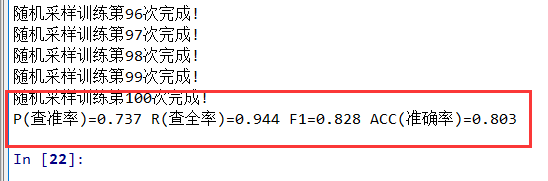 随机采样训练第96次完成!
随机采样训练第97次完成!
随机采样训练第98次完成!
随机采样训练第99次完成!
随机采样训练第100次完成!
P(查准率)=0.737 R(查全率)=0.944 F1=0.828 ACC(准确率)=0.803
In [22]: